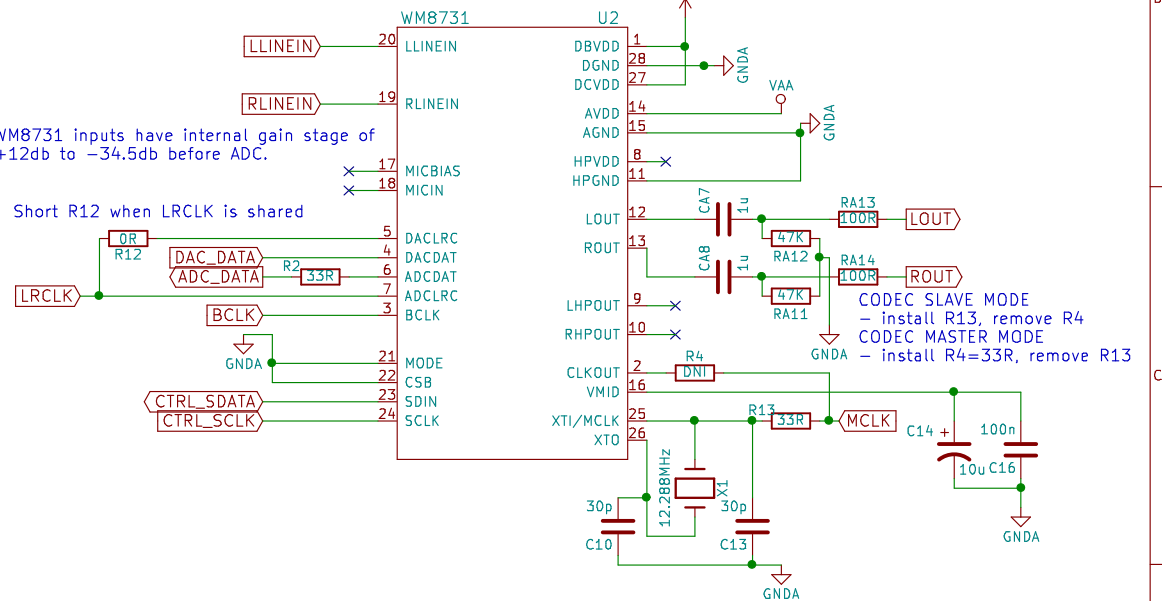 WM8731
U2
20
LLINEIN
LLINEIN
19
RLINEIN
RLINEIN
WM8731 inputs have internal gain stage of
+12db to -34.5db before ADC.
17
MICBIAS
18
MICIN
Short R12 when LRCLK is shared
0R
R12
5
DACLRC
DAC_DATA
4
DACDAT
ADC_DATA
R2
33R
6
ADCDAT
LRCLK
7
ADCLRC
BCLK
3
BCLK
GNDA
21
MODE
22
CSB
CTRL_SDATA
23
SDIN
CTRL_SCLK
24
SCLK
DBVDD
1
DGND
28
GNDA
DCVDD
27
VAA
AVDD
14
AGND
15
GNDA
HPVDD
8
HPGND
11
LOUT
12
CA7
1u
RA13
100R
LOUT
47K
RA12
ROUT
13
CA8
1u
RA14
100R
ROUT
47K
RA11
GNDA
LHPOUT
9
RHPOUT
10
CODEC SLAVE MODE
- install R13, remove R4
CODEC MASTER MODE
- install R4=33R, remove R13
CLKOUT
2
R4
DNI
VMID
16
XTI/MCLK
25
R13
33R
MCLK
XTO
26
12.288MHz
X1
30p
C10
30p
C13
GNDA
C14
+
10u
100n
C16
GNDA
C